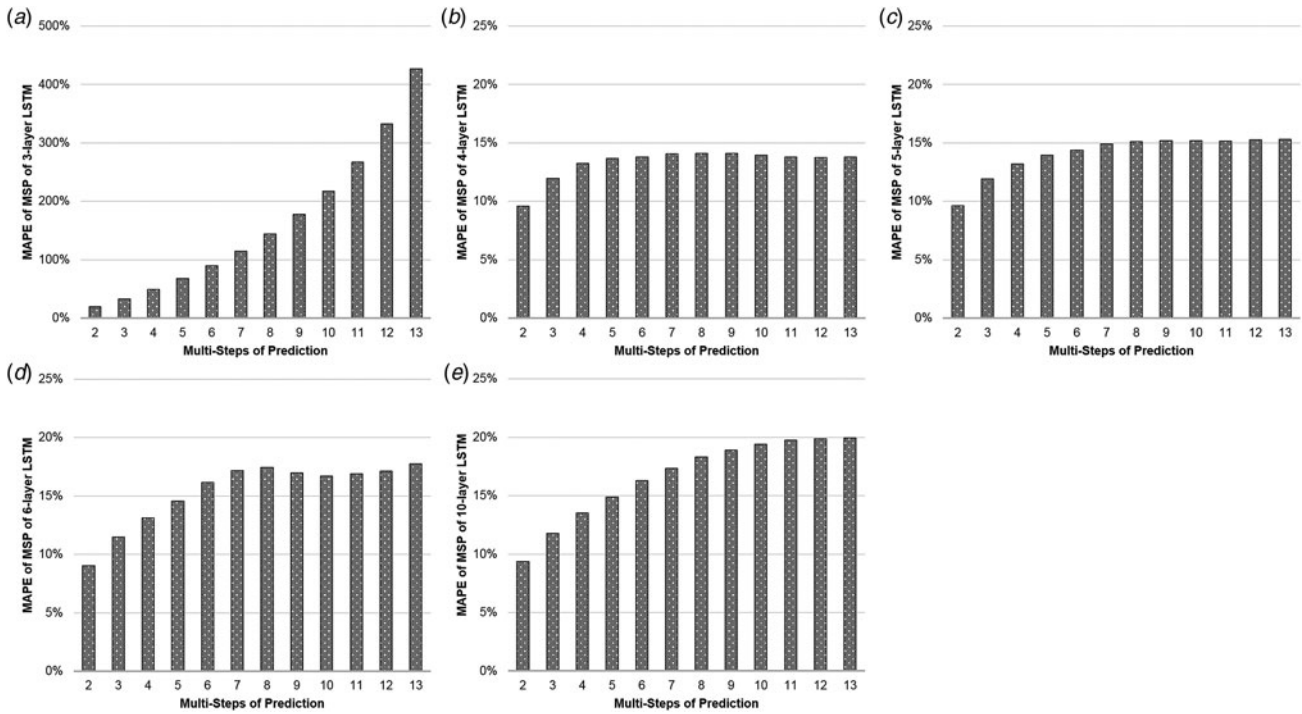 (a)
MAPE of MSP of 3-layer LSTM
500%
400%
300%
200%
100%
0%
2 3 4 5 6 7 8 9 10 11 12 13
Multi-Steps of Prediction
(b)
MAPE of MSP of 4-layer LSTM
25%
20%
15%
10%
5%
0%
2 3 4 5 6 7 8 9 10 11 12 13
Multi-Steps of Prediction
(c)
MAPE of MSP of 5-layer LSTM
25%
20%
15%
10%
5%
0%
2 3 4 5 6 7 8 9 10 11 12 13
Multi-Steps of Prediction
(d)
MAPE of MSP of 6-layer LSTM
25%
20%
15%
10%
5%
0%
2 3 4 5 6 7 8 9 10 11 12 13
Multi-Steps of Prediction
(e)
MAPE of MSP of 10-layer LSTM
25%
20%
15%
10%
5%
0%
2 3 4 5 6 7 8 9 10 11 12 13
Multi-Steps of Prediction